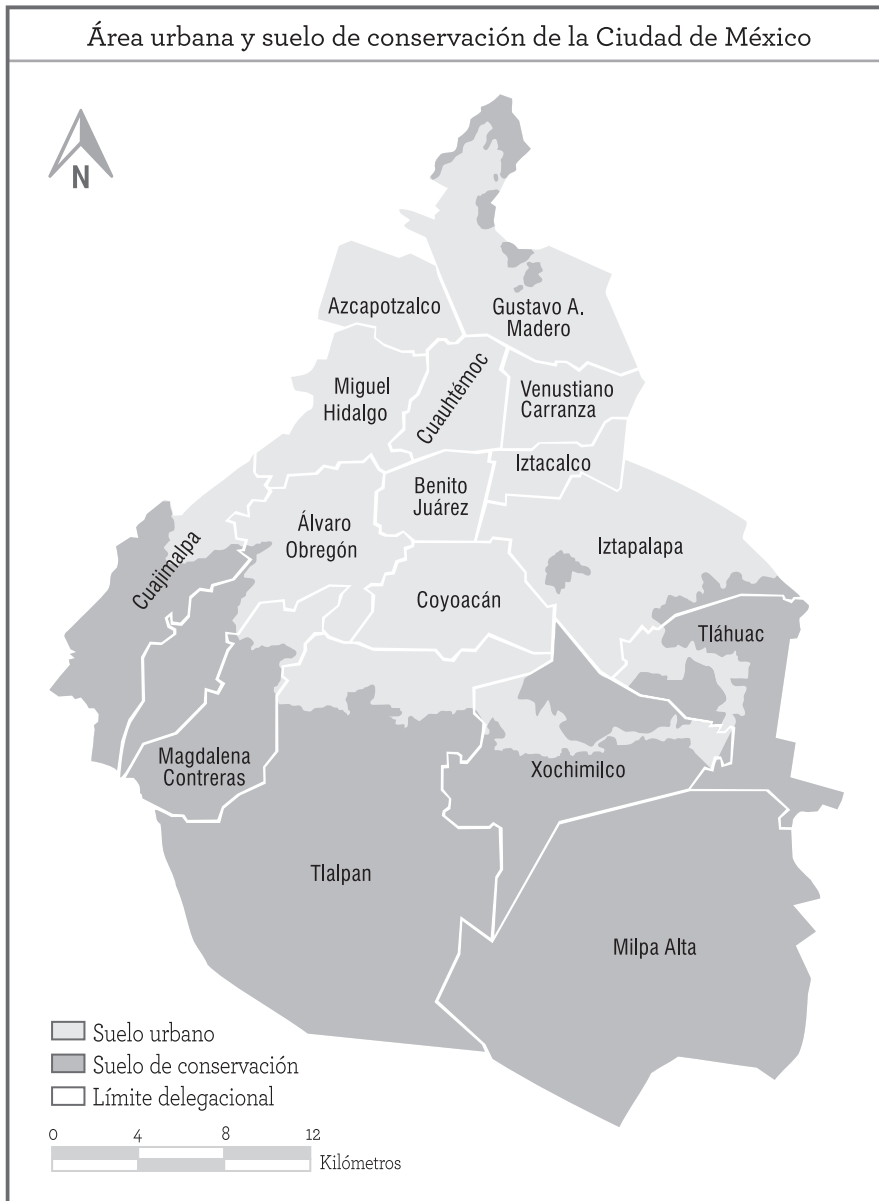 Área urbana y suelo de conservación de la Ciudad de México
N
Azcapotzalco
Gustavo A.
Madero
Miguel
Hidalgo
Cuauhtémoc
Venustiano
Carranza
Iztacalco
Benito
Juárez
Cuajimalpa
Álvaro
Obregón
Iztapalapa
Coyoacán
Tláhuac
Magdalena
Contreras
Xochimilco
Tlalpan
Milpa Alta
Suelo urbano
Suelo de conservación
Límite delegacional
0 4 8 12
Kilómetros